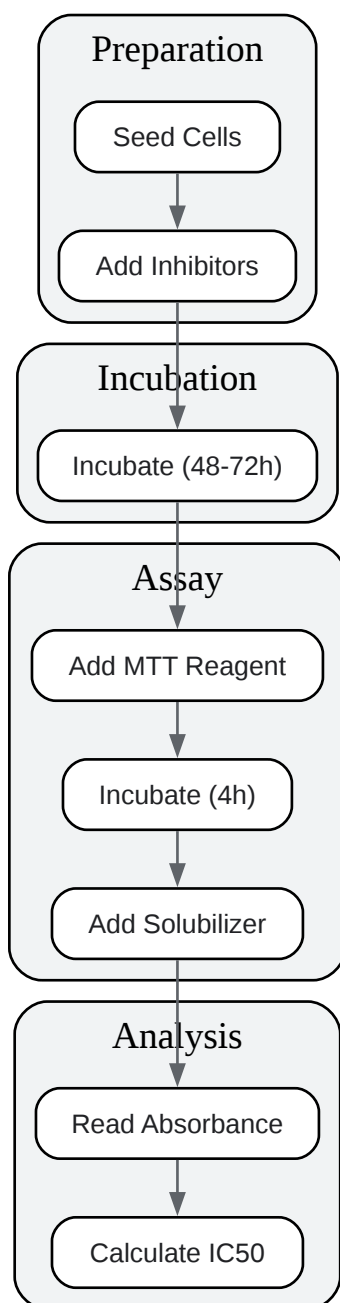 Preparation
Seed Cells
Add Inhibitors
Incubation
Incubate (48-72h)
Assay
Add MTT Reagent
Incubate (4h)
Add Solubilizer
Analysis
Read Absorbance
Calculate IC50